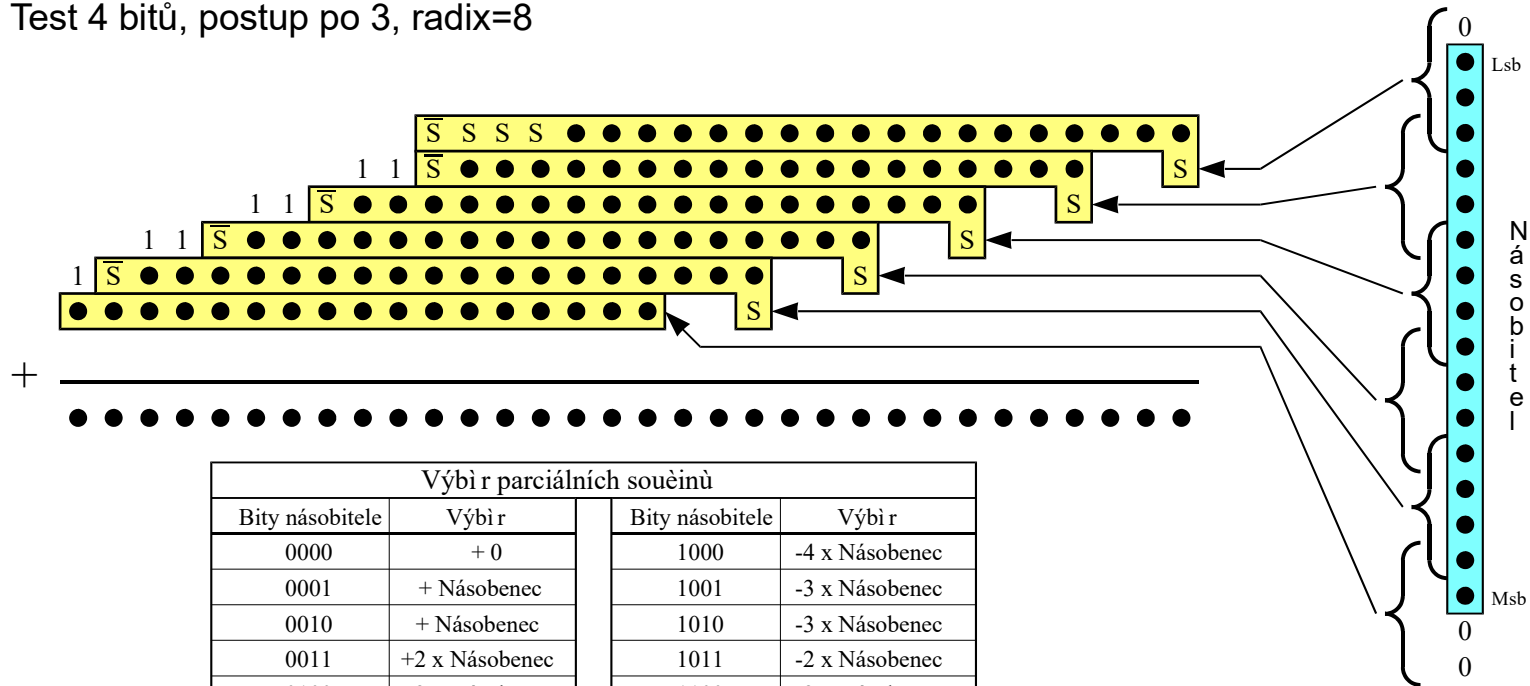 Test 4 bitů, postup po 3, radix=8
0
Lsb
S̅ S S S
1 1 S̅ S
1 1 S̅ S
1 1 S̅ S
1 S̅ S
S
+
Násobitel
Msb
0
0
Výbìr parciálních souèinù
Bity násobitele Výbìr Bity násobitele Výbìr
0000 + 0 1000 -4 x Násobenec
0001 + Násobenec 1001 -3 x Násobenec
0010 + Násobenec 1010 -3 x Násobenec
0011 +2 x Násobenec 1011 -2 x Násobenec